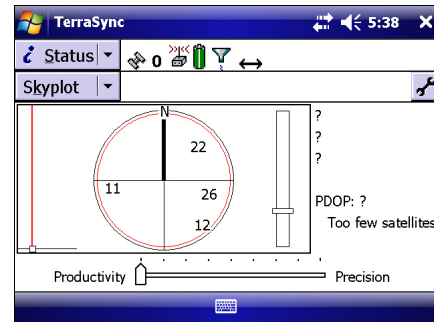 TerraSync 5:38
Status 0
Skyplot
N
?
22
?
?
11
26
PDOP: ?
12
Too few satellites
Productivity Precision